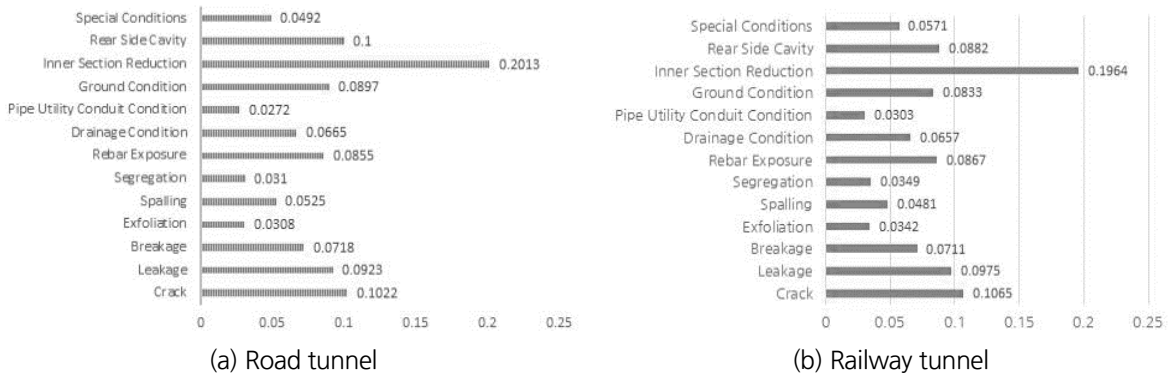 Special Conditions 0.0492
Rear Side Cavity 0.1
Inner Section Reduction 0.2013
Ground Condition 0.0897
Pipe Utility Conduit Condition 0.0272
Drainage Condition 0.0665
Rebar Exposure 0.0855
Segregation 0.031
Spalling 0.0525
Exfoliation 0.0308
Breakage 0.0718
Leakage 0.0923
Crack 0.1022
0 0.05 0.1 0.15 0.2 0.25
(a) Road tunnel
Special Conditions 0.0571
Rear Side Cavity 0.0882
Inner Section Reduction 0.1964
Ground Condition 0.0833
Pipe Utility Conduit Condition 0.0303
Drainage Condition 0.0657
Rebar Exposure 0.0867
Segregation 0.0349
Spalling 0.0481
Exfoliation 0.0342
Breakage 0.0711
Leakage 0.0975
Crack 0.1065
0 0.05 0.1 0.15 0.2 0.25
(b) Railway tunnel